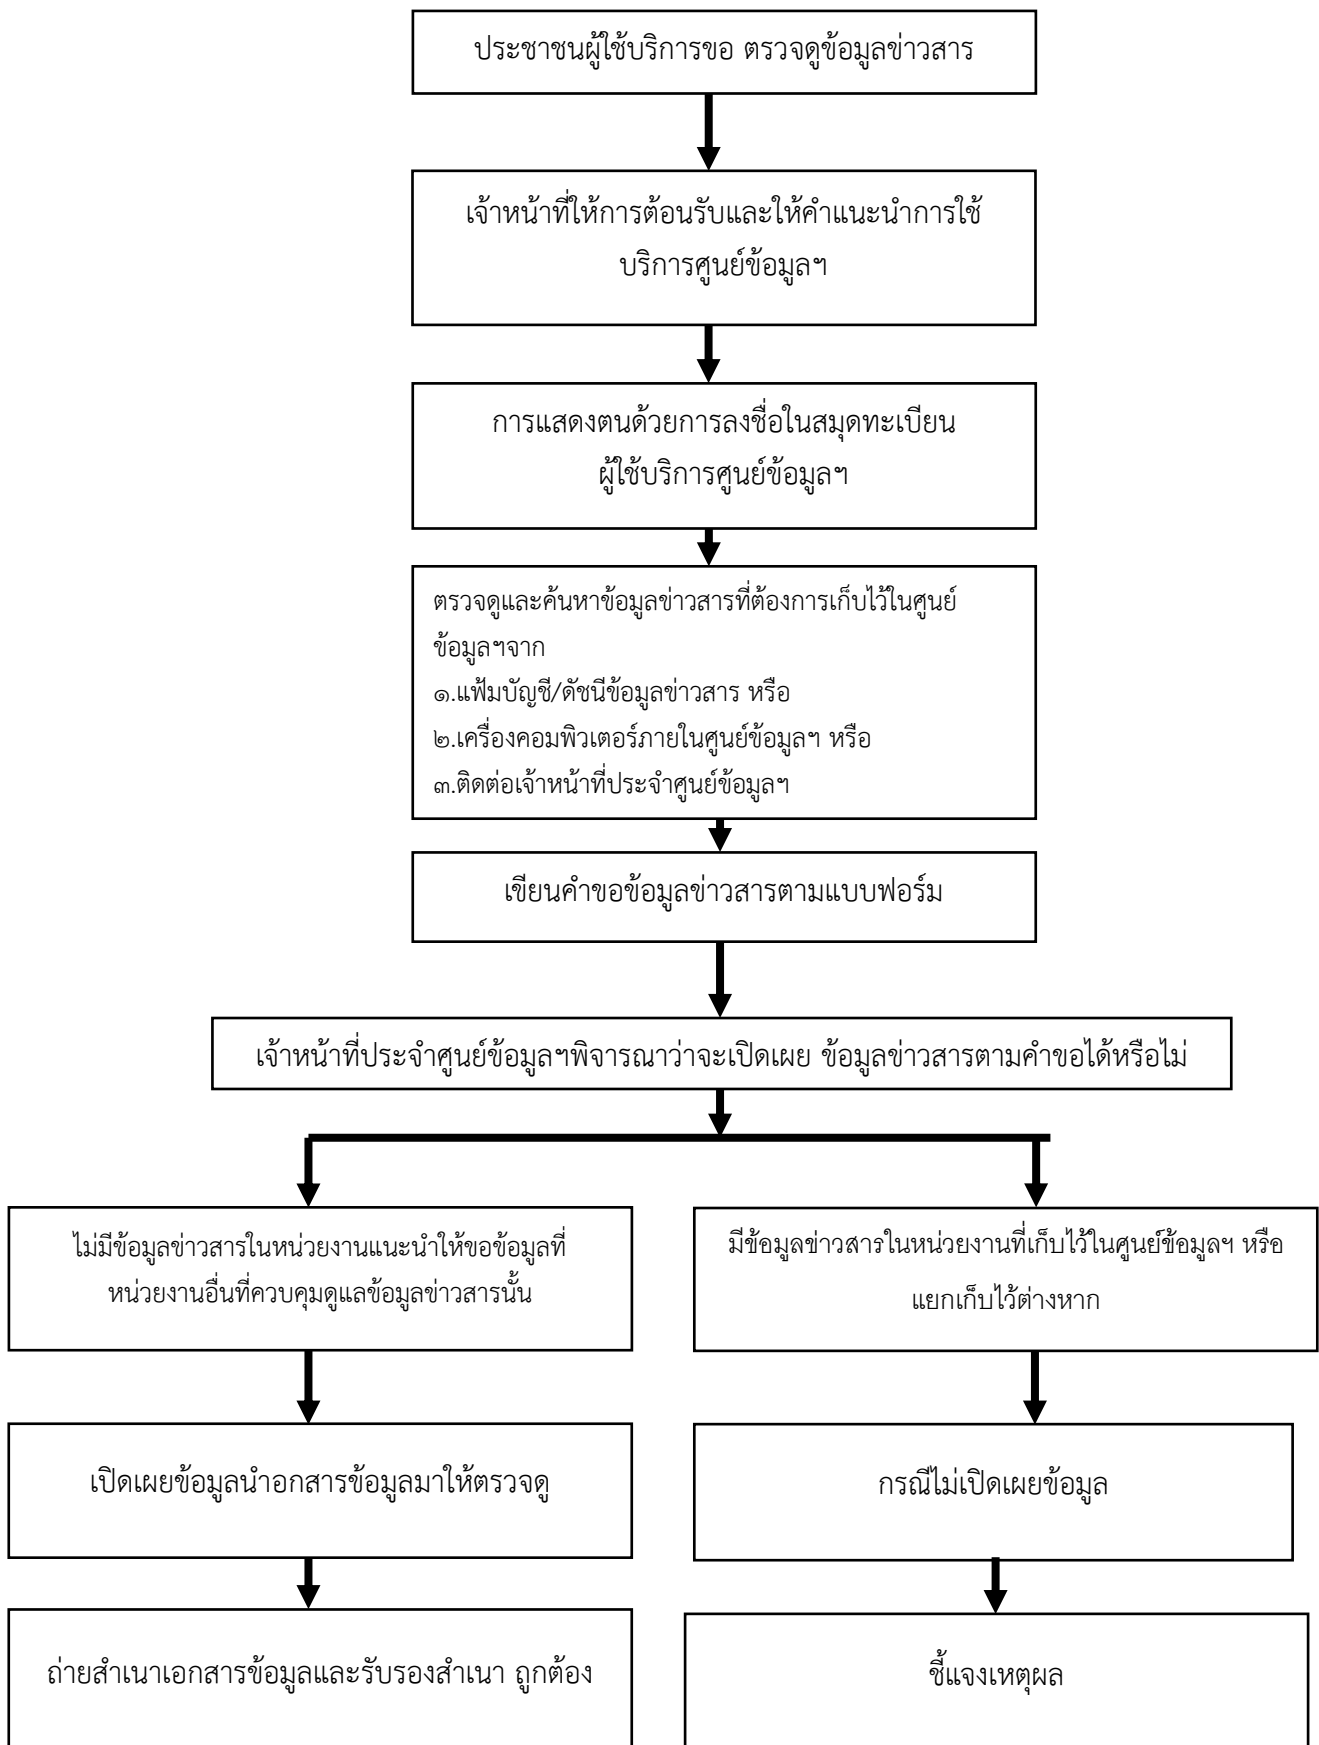 ประชาชนผู้ใช้บริการขอ ตรวจดูข้อมูลข่าวสาร
เจ้าหน้าที่ให้การต้อนรับและให้คำแนะนำการใช้
บริการศูนย์ข้อมูลฯ
การแสดงตนด้วยการลงชื่อในสมุดทะเบียน
ผู้ใช้บริการศูนย์ข้อมูลฯ
ตรวจดูและค้นหาข้อมูลข่าวสารที่ต้องการเก็บไว้ในศูนย์
ข้อมูลฯจาก
๑.แฟ้มบัญชี/ดัชนีข้อมูลข่าวสาร หรือ
๒.เครื่องคอมพิวเตอร์ภายในศูนย์ข้อมูลฯ หรือ
๓.ติดต่อเจ้าหน้าที่ประจำศูนย์ข้อมูลฯ
เขียนคำขอข้อมูลข่าวสารตามแบบฟอร์ม
เจ้าหน้าที่ประจำศูนย์ข้อมูลฯพิจารณาว่าจะเปิดเผย ข้อมูลข่าวสารตามคำขอได้หรือไม่
ไม่มีข้อมูลข่าวสารในหน่วยงานแนะนำให้ขอข้อมูลที่
หน่วยงานอื่นที่ควบคุมดูแลข้อมูลข่าวสารนั้น
มีข้อมูลข่าวสารในหน่วยงานที่เก็บไว้ในศูนย์ข้อมูลฯ หรือ
แยกเก็บไว้ต่างหาก
เปิดเผยข้อมูลนำอกสารข้อมูลมาให้ตรวจดู
กรณีไม่เปิดเผยข้อมูล
ถ่ายสำเนาเอกสารข้อมูลและรับรองสำเนา ถูกต้อง
ชี้แจงเหตุผล